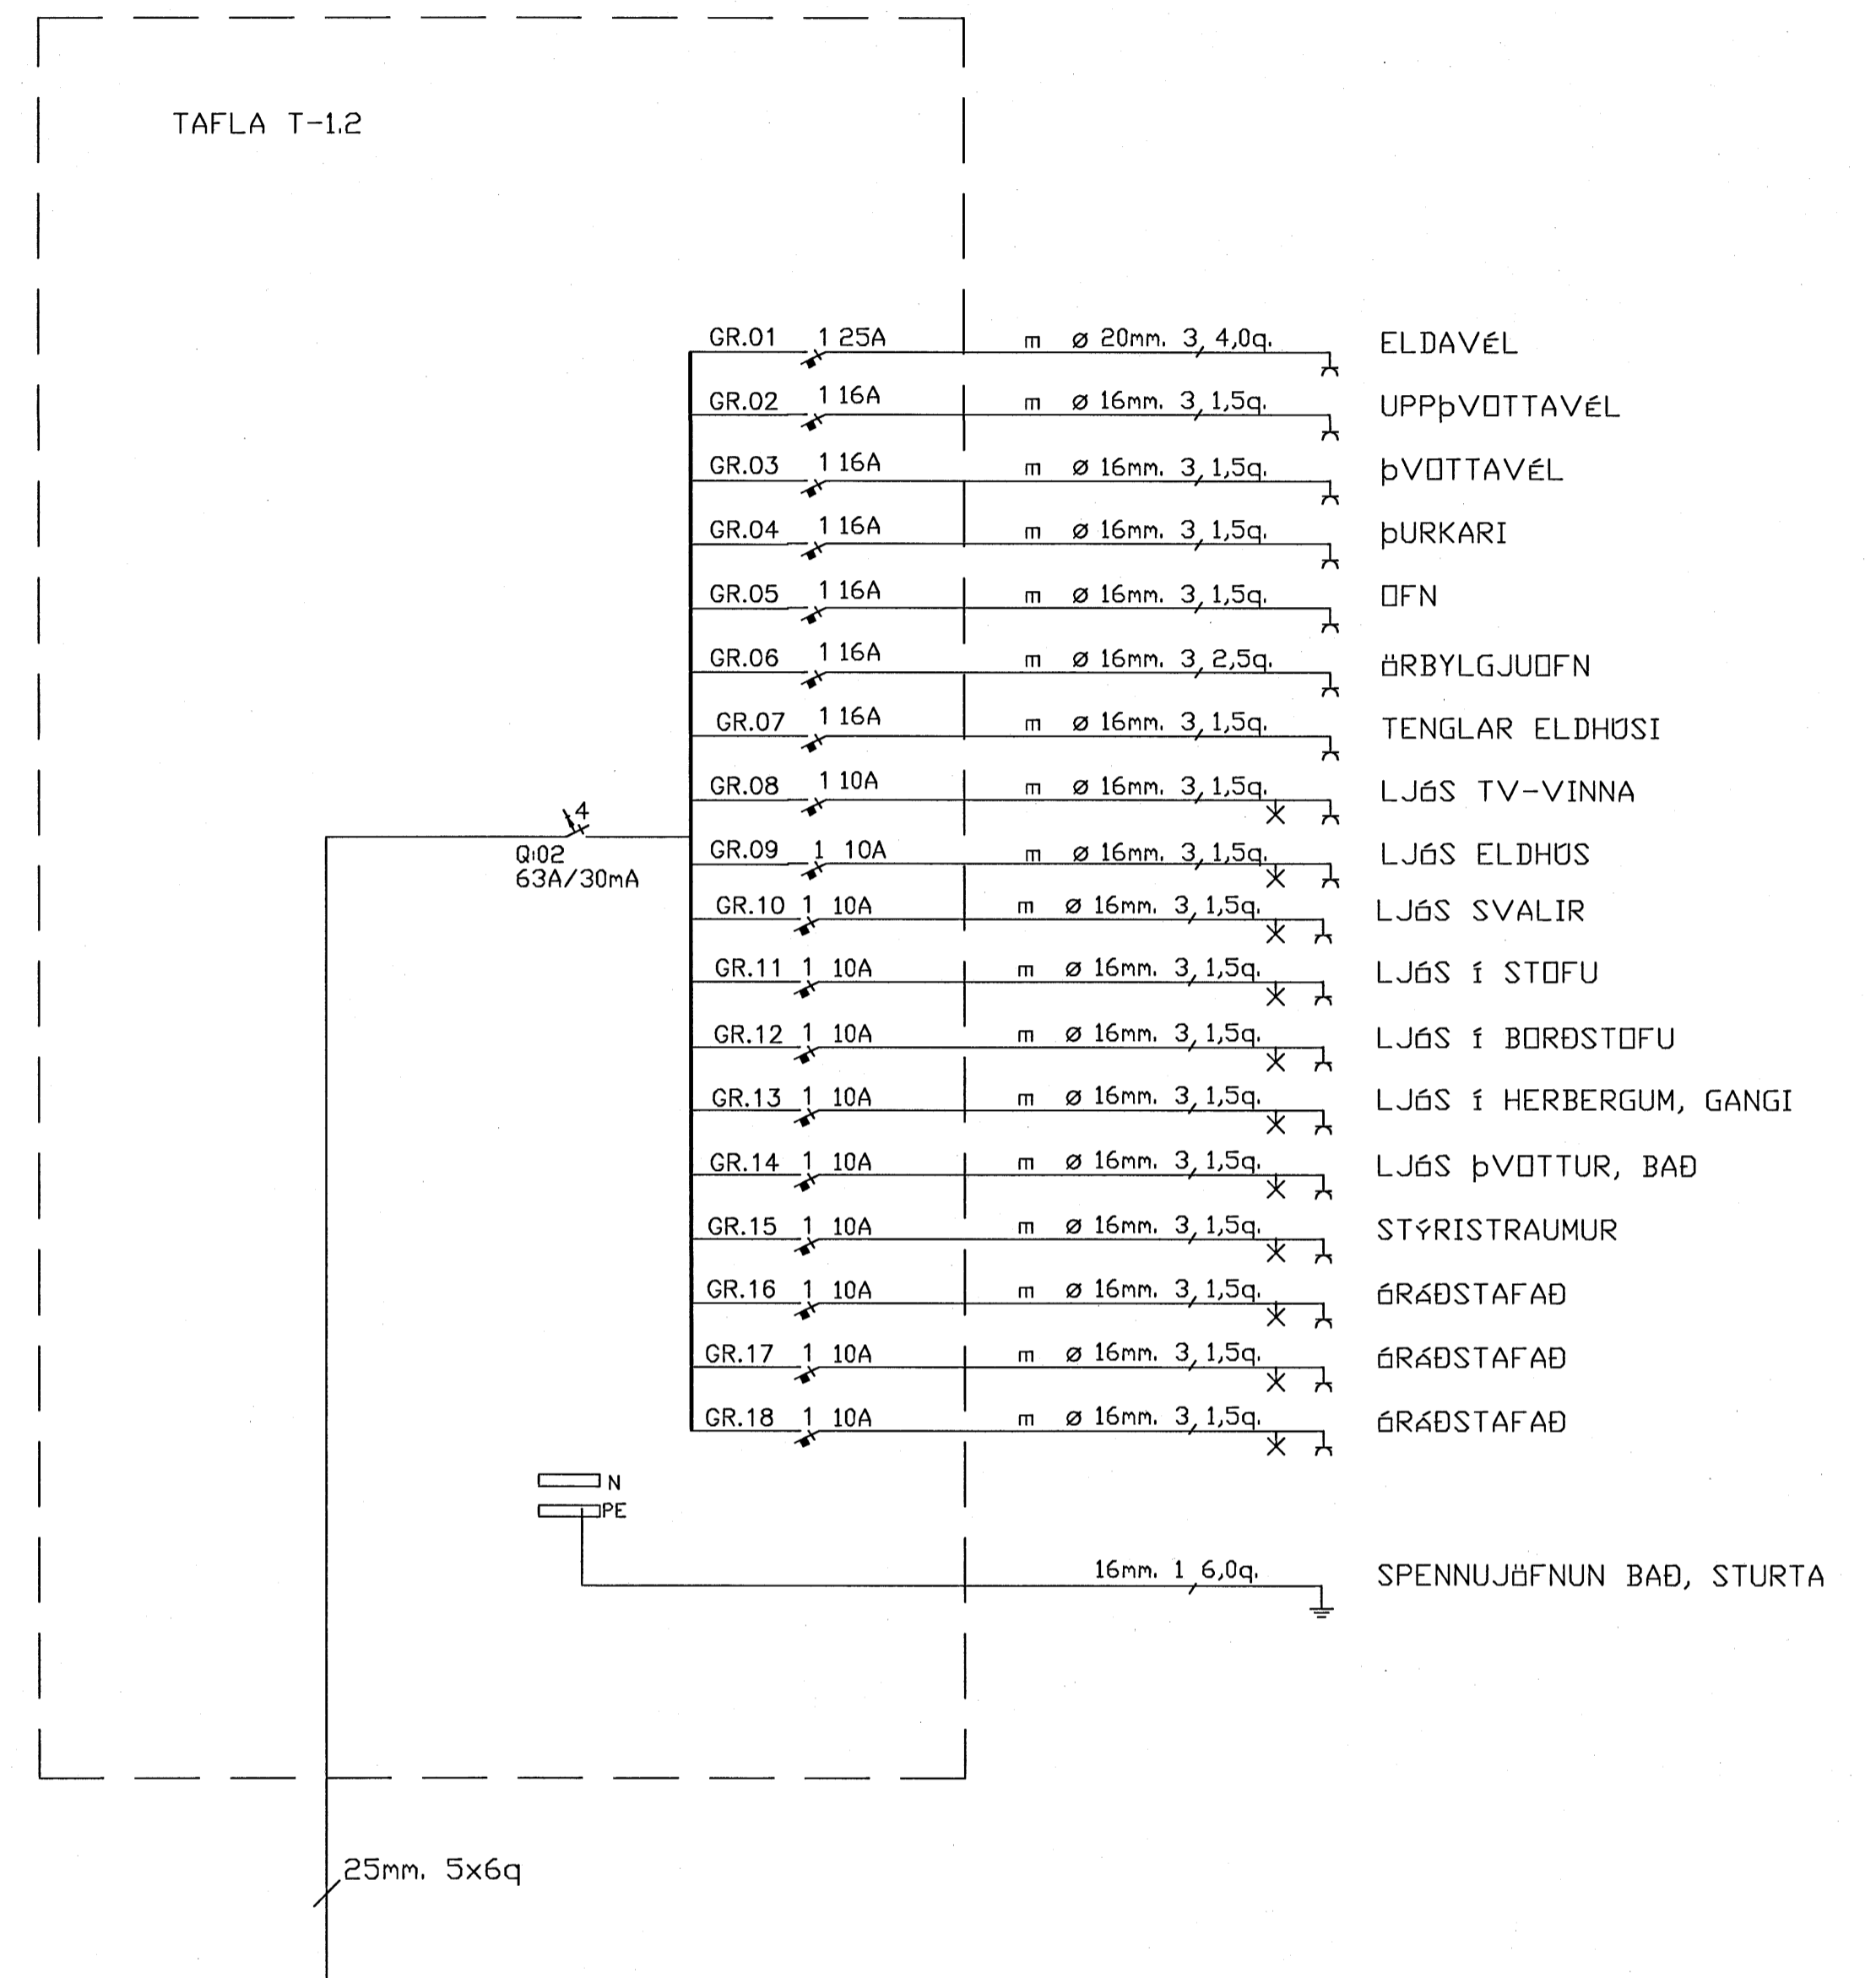 TAFLA T-1.2
GR.01 1 25A m ø 20mm. 3 4,0q. ELDAVÉL
GR.02 1 16A m ø 16mm. 3 1,5q. UPPÞVOTTAVÉL
GR.03 1 16A m ø 16mm. 3 1,5q. ÞVOTTAVÉL
GR.04 1 16A m ø 16mm. 3 1,5q. ÞURKARI
GR.05 1 16A m ø 16mm. 3 1,5q. OFN
GR.06 1 16A m ø 16mm. 3 2,5q. ÖRBYLGJUOFN
GR.07 1 16A m ø 16mm. 3 1,5q. TENGLAR ELDHÚSI
GR.08 1 10A m ø 16mm. 3 1,5q. LJÓS TV-VINNA
4
Q:02
63A/30mA
GR.09 1 10A m ø 16mm. 3 1,5q. LJÓS ELDHÚS
GR.10 1 10A m ø 16mm. 3 1,5q. LJÓS SVALIR
GR.11 1 10A m ø 16mm. 3 1,5q. LJÓS Í STOFU
GR.12 1 10A m ø 16mm. 3 1,5q. LJÓS Í BORÐSTOFU
GR.13 1 10A m ø 16mm. 3 1,5q. LJÓS Í HERBERGUM, GANGI
GR.14 1 10A m ø 16mm. 3 1,5q. LJÓS ÞVOTTUR, BAÐ
GR.15 1 10A m ø 16mm. 3 1,5q. STÝRISTRAUMUR
GR.16 1 10A m ø 16mm. 3 1,5q. ÓRÁÐSTAFAÐ
GR.17 1 10A m ø 16mm. 3 1,5q. ÓRÁÐSTAFAÐ
GR.18 1 10A m ø 16mm. 3 1,5q. ÓRÁÐSTAFAÐ
N
PE
16mm. 1 6,0q. SPENNUJÖFNUN BAÐ, STURTA
25mm. 5x6q